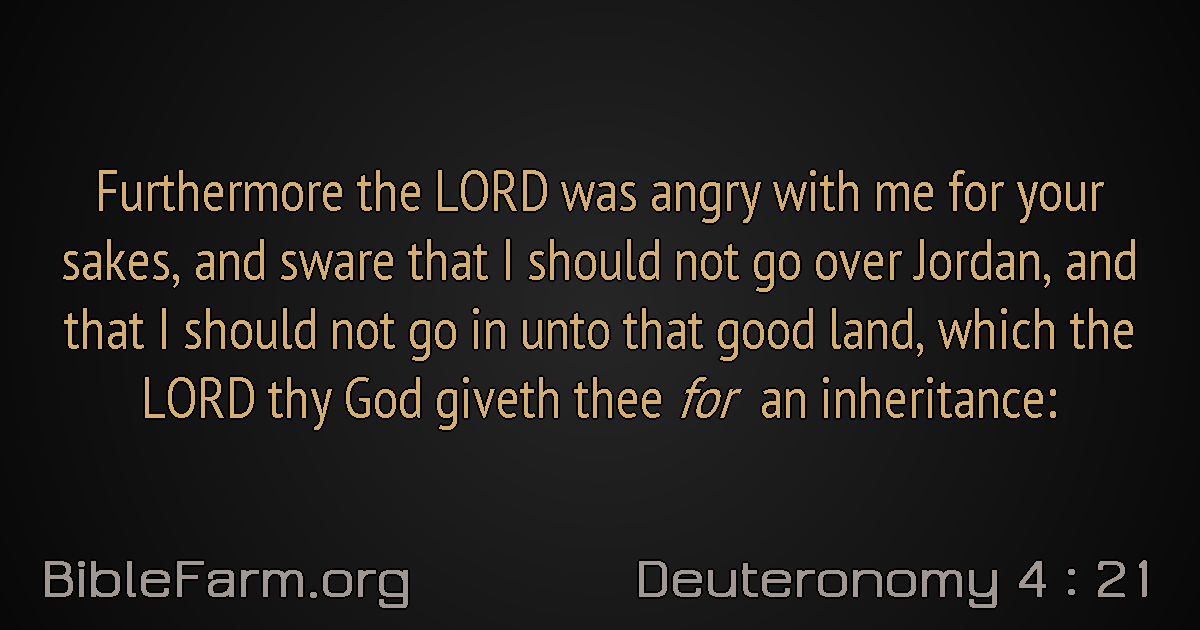 Furthermore the LORD was angry with me for your
sakes, and sware that I should not go over Jordan, and
that I should not go in unto that good land, which the
LORD thy God giveth thee for an inheritance:
BibleFarm.org
Deuteronomy 4 : 21